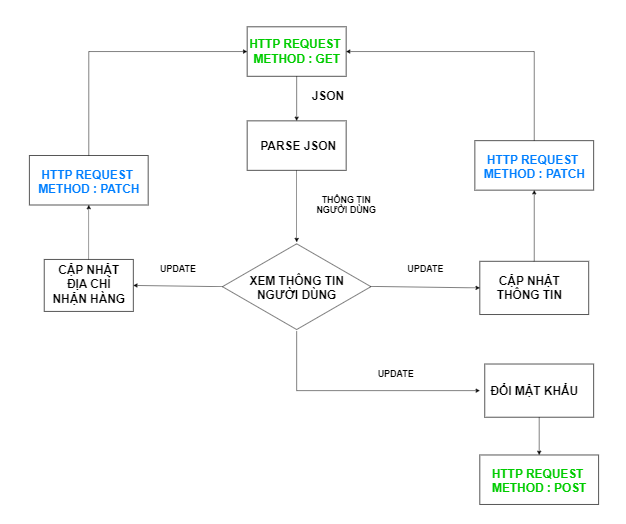 HTTP REQUEST
METHOD : GET
JSON
PARSE JSON
HTTP REQUEST
METHOD : PATCH
HTTP REQUEST
METHOD : PATCH
THÔNG TIN
NGƯỜI DÙNG
CẬP NHẬT
ĐỊA CHỈ
NHẬN HÀNG
UPDATE
XEM THÔNG TIN
NGƯỜI DÙNG
UPDATE
CẬP NHẬT
THÔNG TIN
UPDATE
ĐỔI MẬT KHẨU
HTTP REQUEST
METHOD : POST